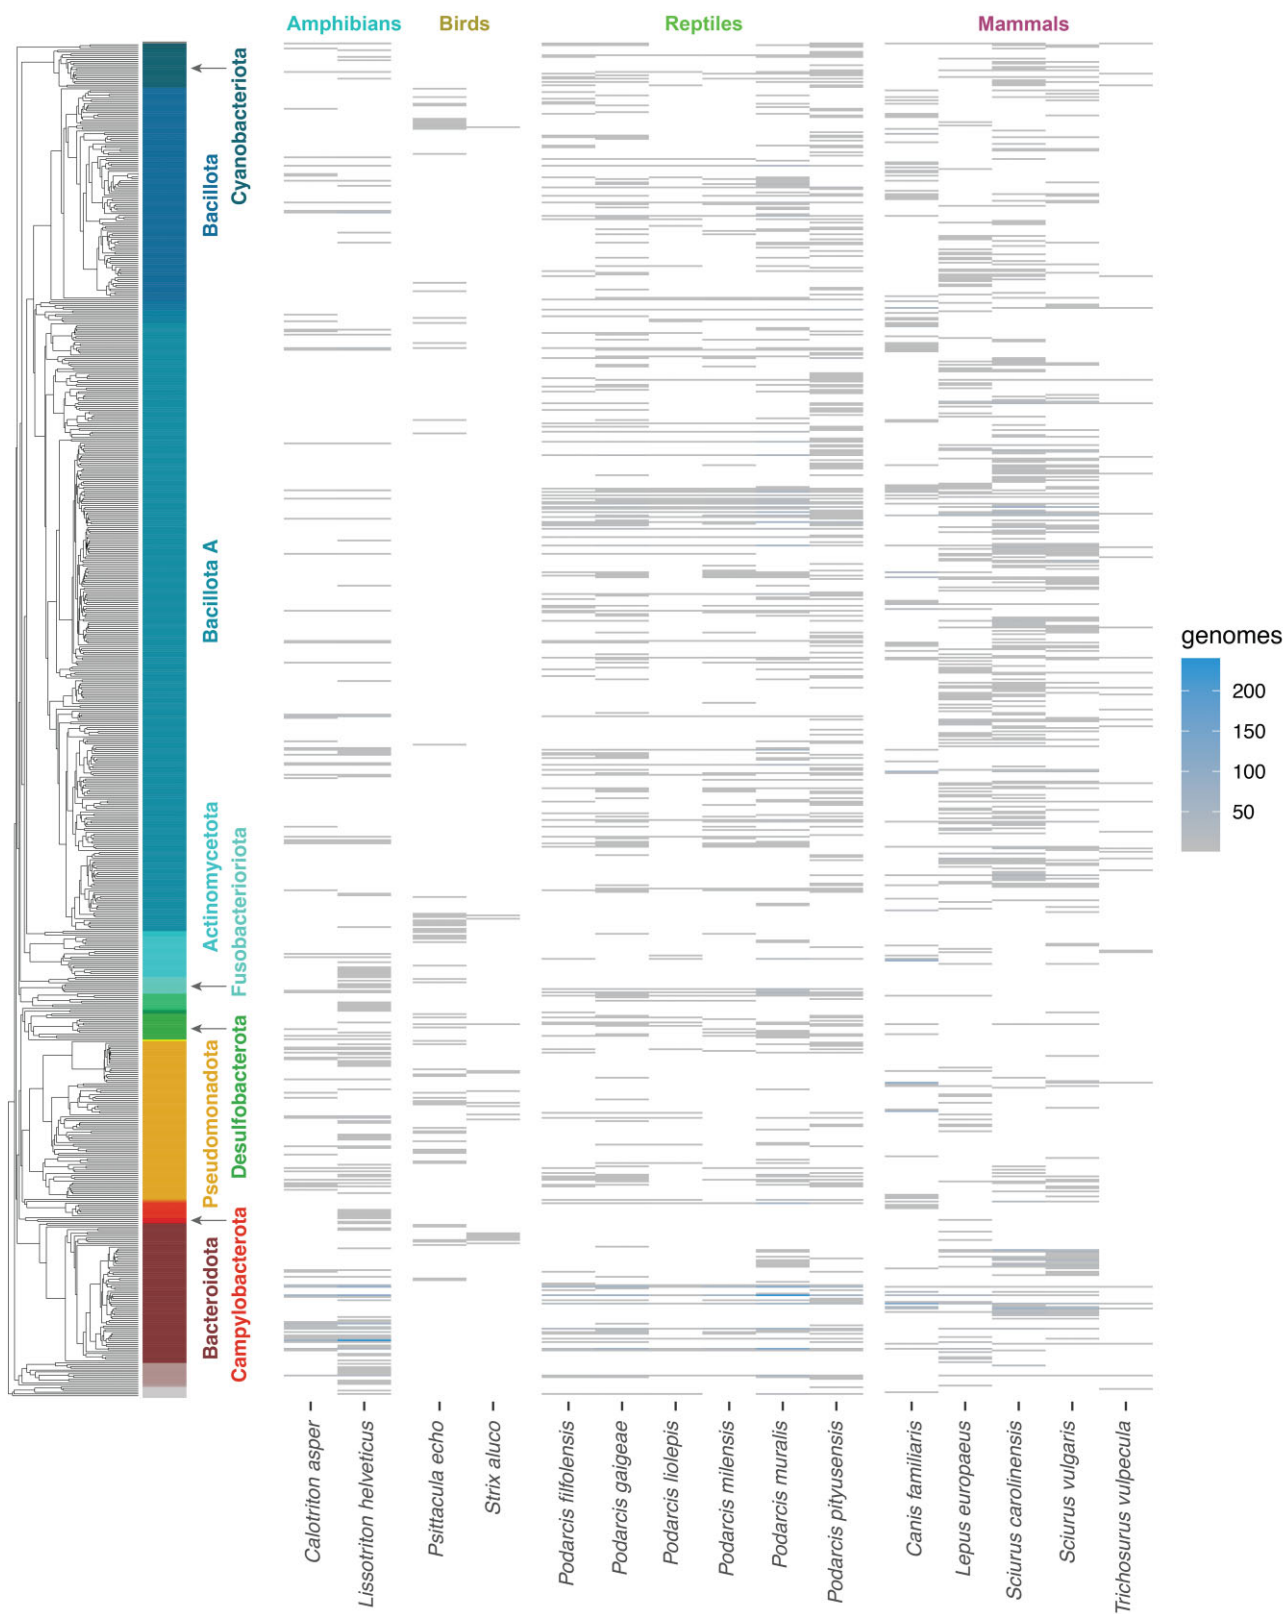 Amphibians
Birds
Reptiles
Mammals
Cyanobacteriota
Bacillota
Bacillota A
Actinomycetota
Fusobacterioriota
Desulfobacterota
Pseudomonadota
Campylobacterota
Bacteroidota
genomes
200
150
100
50
Calotriton asper
Lissotriton helveticus
Psittacula echo
Strix aluco
Podarcis filfolensis
Podarcis gaigeae
Podarcis liolepis
Podarcis milensis
Podarcis muralis
Podarcis pityusensis
Canis familiaris
Lepus europaeus
Sciurus carolinensis
Sciurus vulgaris
Trichosurus vulpecula